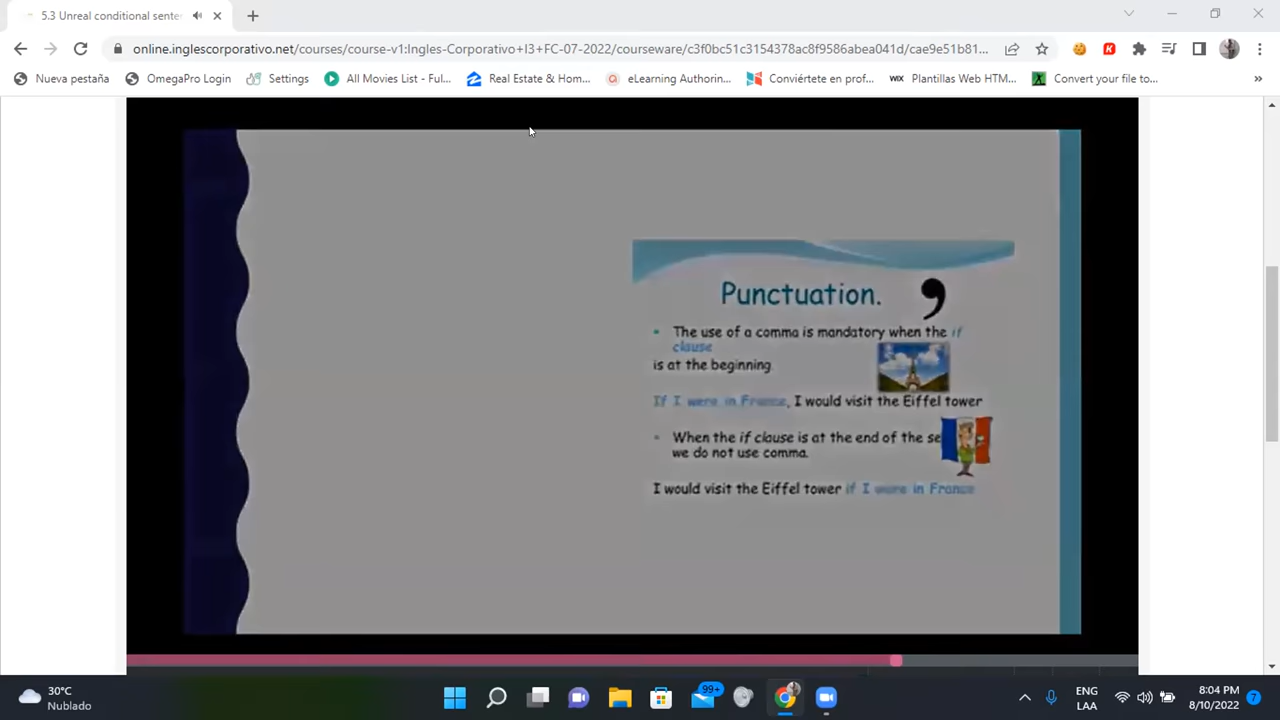 5.3 Unreal conditional sente
online.inglescorporativo.net/courses/course-v1:Ingles-Corporativo+I3+FC-07-2022/courseware/c3f0bc51c3154378ac8f9586abea041d/cae9e51b81...
Nueva pestaña OmegaPro Login Settings All Movies List - Ful... Real Estate & Hom... eLearning Authorin... Conviértete en prof... WIX Plantillas Web HTM... Convert your file to... »
Punctuation. ,
• The use of a comma is mandatory when the if
clause
is at the beginning.
If I were in France, I would visit the Eiffel tower
• When the if clause is at the end of the se
we do not use comma.
I would visit the Eiffel tower if I were in France
30°C
Nublado
99+
ENG
LAA
8:04 PM
8/10/2022
7